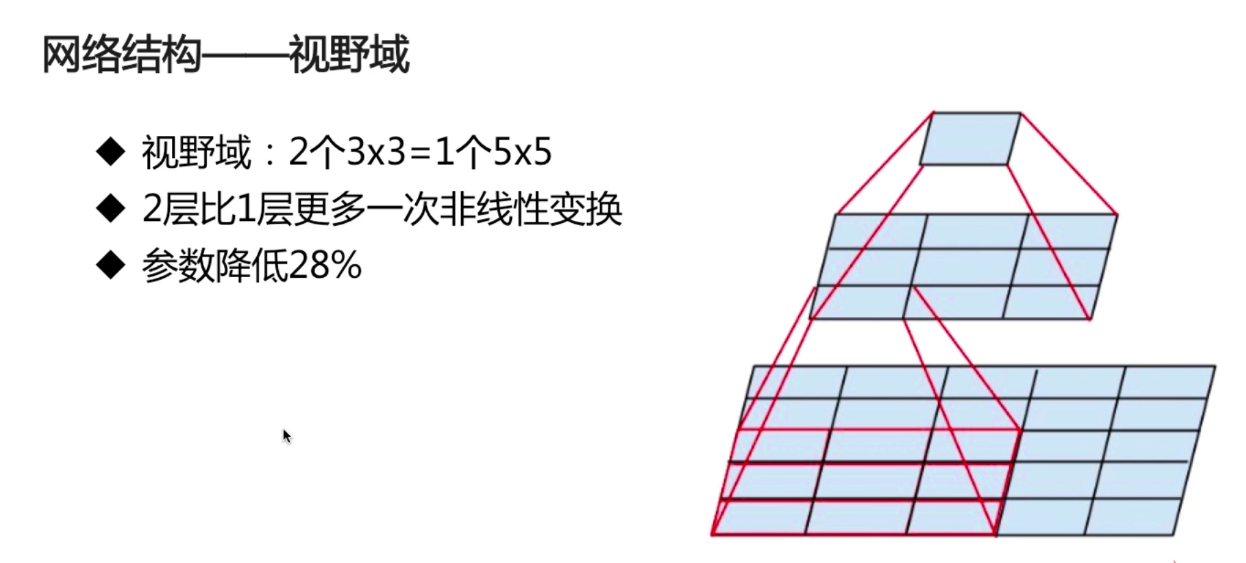 网络结构——视野域
◆ 视野域：2个3x3=1个5x5
◆ 2层比1层更多一次非线性变换
◆ 参数降低28%